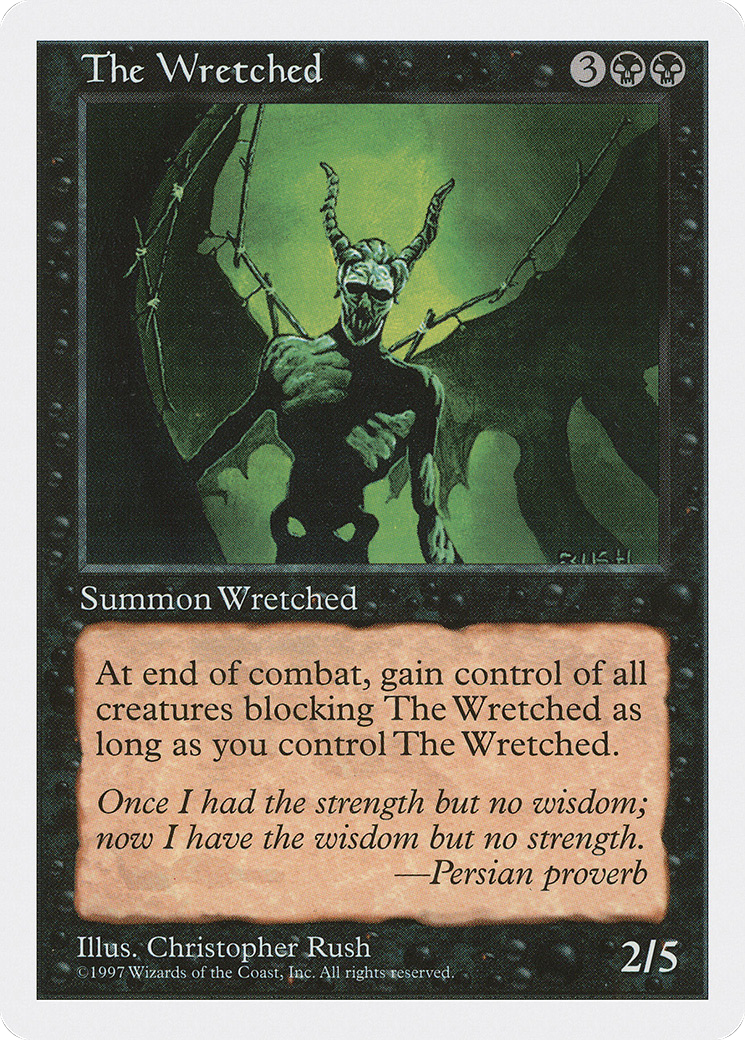 The Wretched 3
RUSH
Summon Wretched
At end of combat, gain control of all
creatures blocking The Wretched as
long as you control The Wretched.
Once I had the strength but no wisdom;
now I have the wisdom but no strength.
—Persian proverb
Illus. Christopher Rush
©1997 Wizards of the Coast, Inc. All rights reserved.
2/5